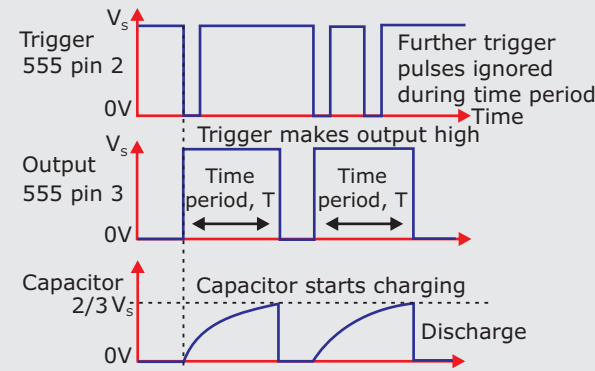 Vs
Trigger
555 pin 2
0V
Further trigger
pulses ignored
during time period
Time
Vs
Trigger makes output high
Output
555 pin 3
Time
period, T
Time
period, T
0V
Capacitor
2/3 Vs
Capacitor starts charging
Discharge
0V